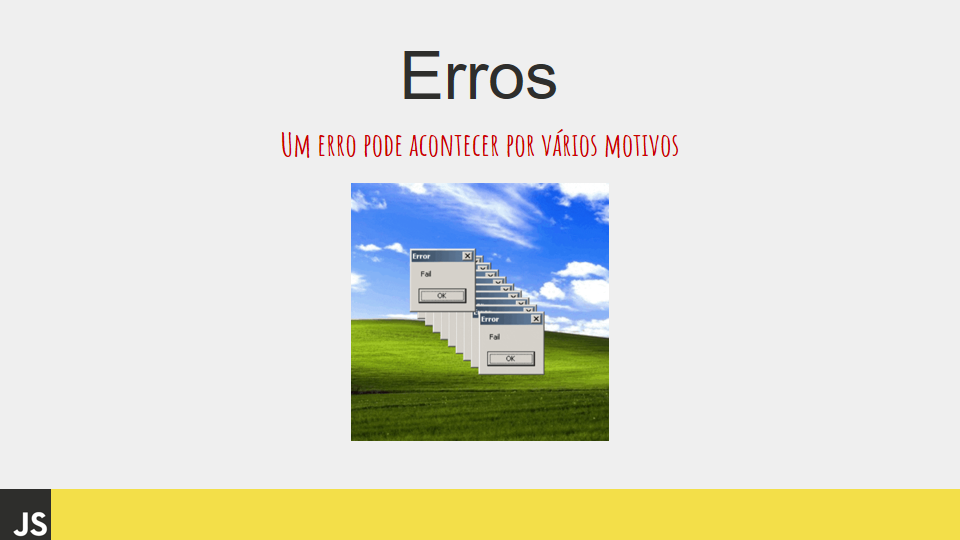 Erros
Um erro pode acontecer por vários motivos
Error
Fail
OK
Error
Fail
OK
JS